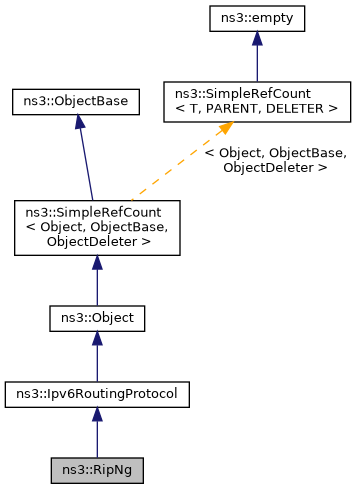 ns3::empty
ns3::ObjectBase
ns3::SimpleRefCount
< T, PARENT, DELETER >
< Object, ObjectBase,
ObjectDeleter >
ns3::SimpleRefCount
< Object, ObjectBase,
ObjectDeleter >
ns3::Object
ns3::Ipv6RoutingProtocol
ns3::RipNg